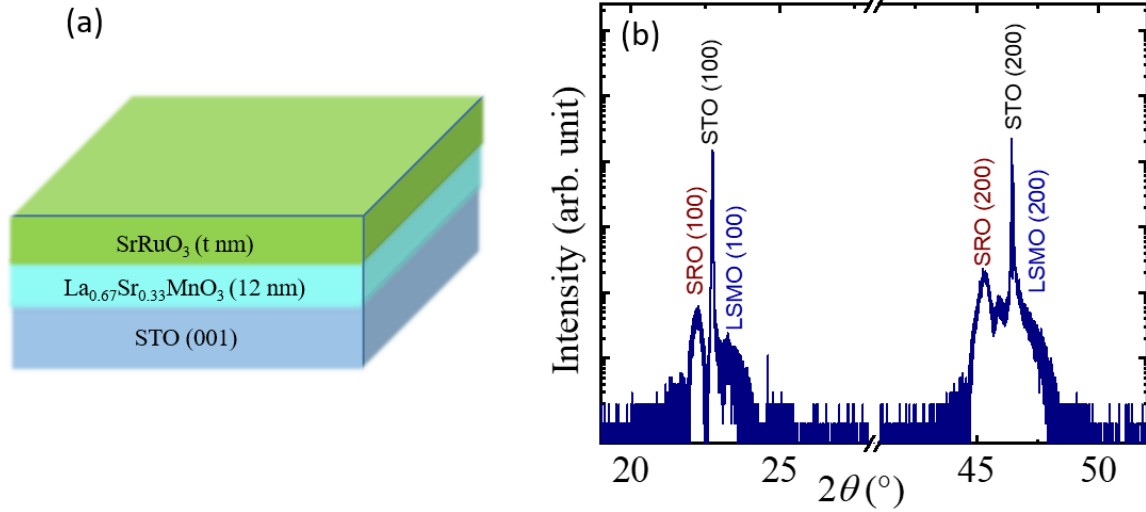 (a)
SrRuO₃ (t nm)
La₀.₆₇Sr₀.₃₃MnO₃ (12 nm)
STO (001)
(b)
Intensity (arb. unit)
SRO (100)
STO (100)
LSMO (100)
SRO (200)
STO (200)
LSMO (200)
20 25 45 50
2θ (°)